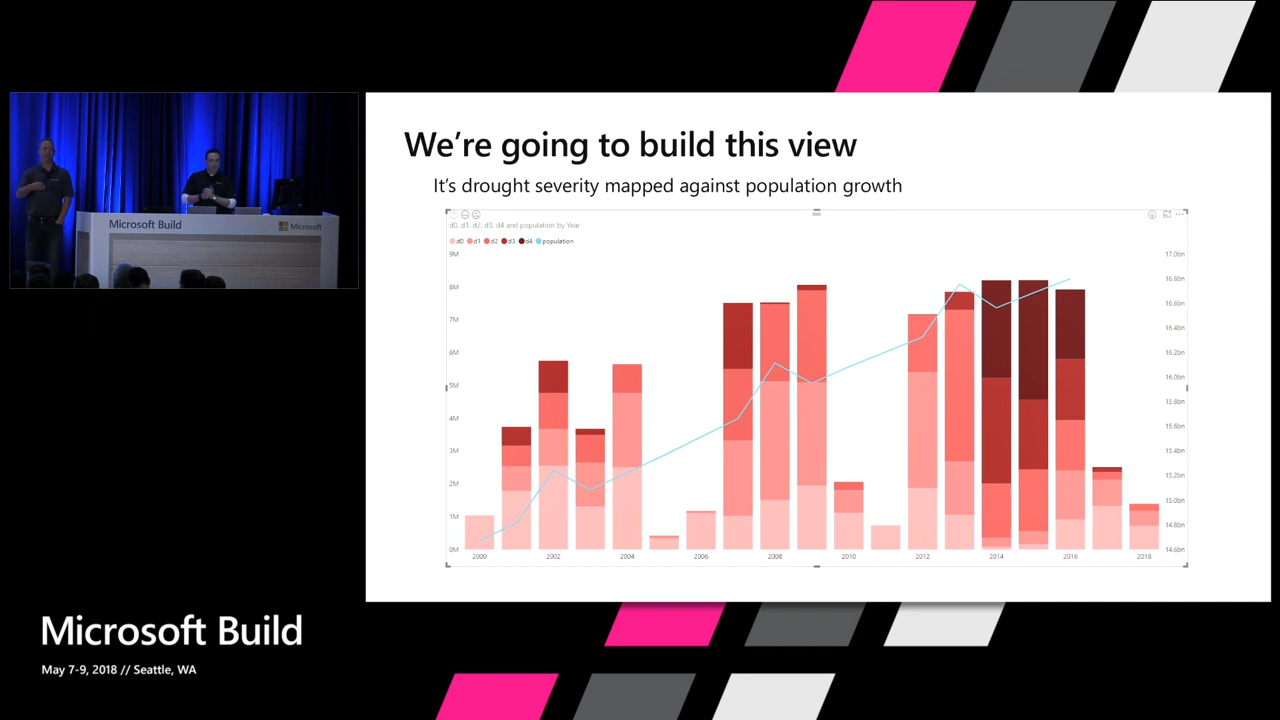 We're going to build this view
It's drought severity mapped against population growth
d0, d1, d2, d3, d4 and population by Year
d0 d1 d2 d3 d4 population
9M
8M
7M
6M
5M
4M
3M
2M
1M
0M
17.0bn
16.8bn
16.6bn
16.4bn
16.2bn
16.0bn
15.8bn
15.6bn
15.4bn
15.2bn
15.0bn
14.8bn
14.6bn
2000 2002 2004 2006 2008 2010 2012 2014 2016 2018
Microsoft Build
Microsoft
Microsoft Build
May 7-9, 2018 // Seattle, WA